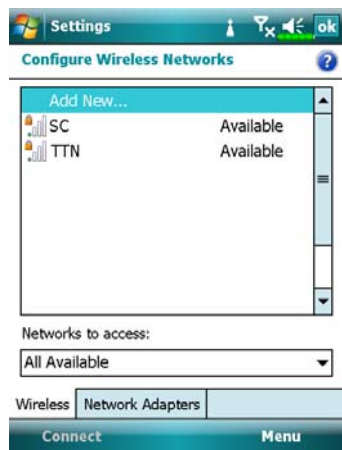 Settings ok
Configure Wireless Networks ?
Add New...
SC Available
TTN Available
Networks to access:
All Available
Wireless Network Adapters
Connect Menu